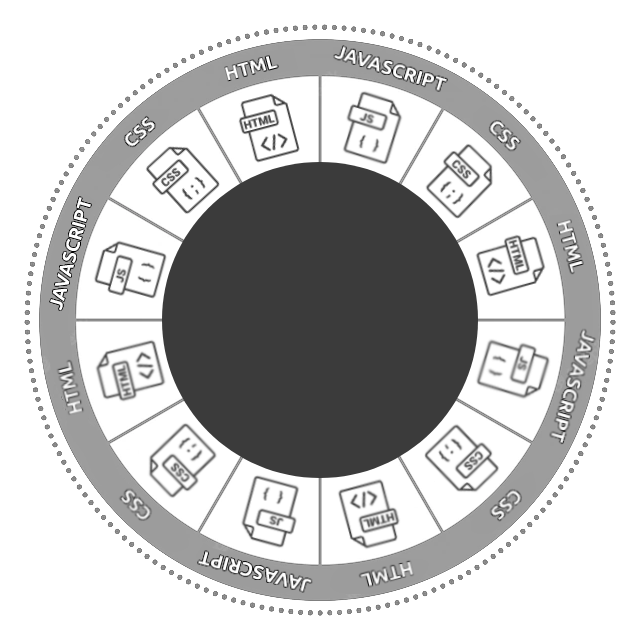 JAVASCRIPT
JS
{ }
CSS
CSS
{;}
HTML
HTML
</>
JAVASCRIPT
JS
{ }
CSS
CSS
{;}
HTML
HTML
</>
JAVASCRIPT
JS
{ }
CSS
CSS
{;}
HTML
HTML
</>
JAVASCRIPT
JS
{ }
CSS
CSS
{;}
HTML
HTML
</>